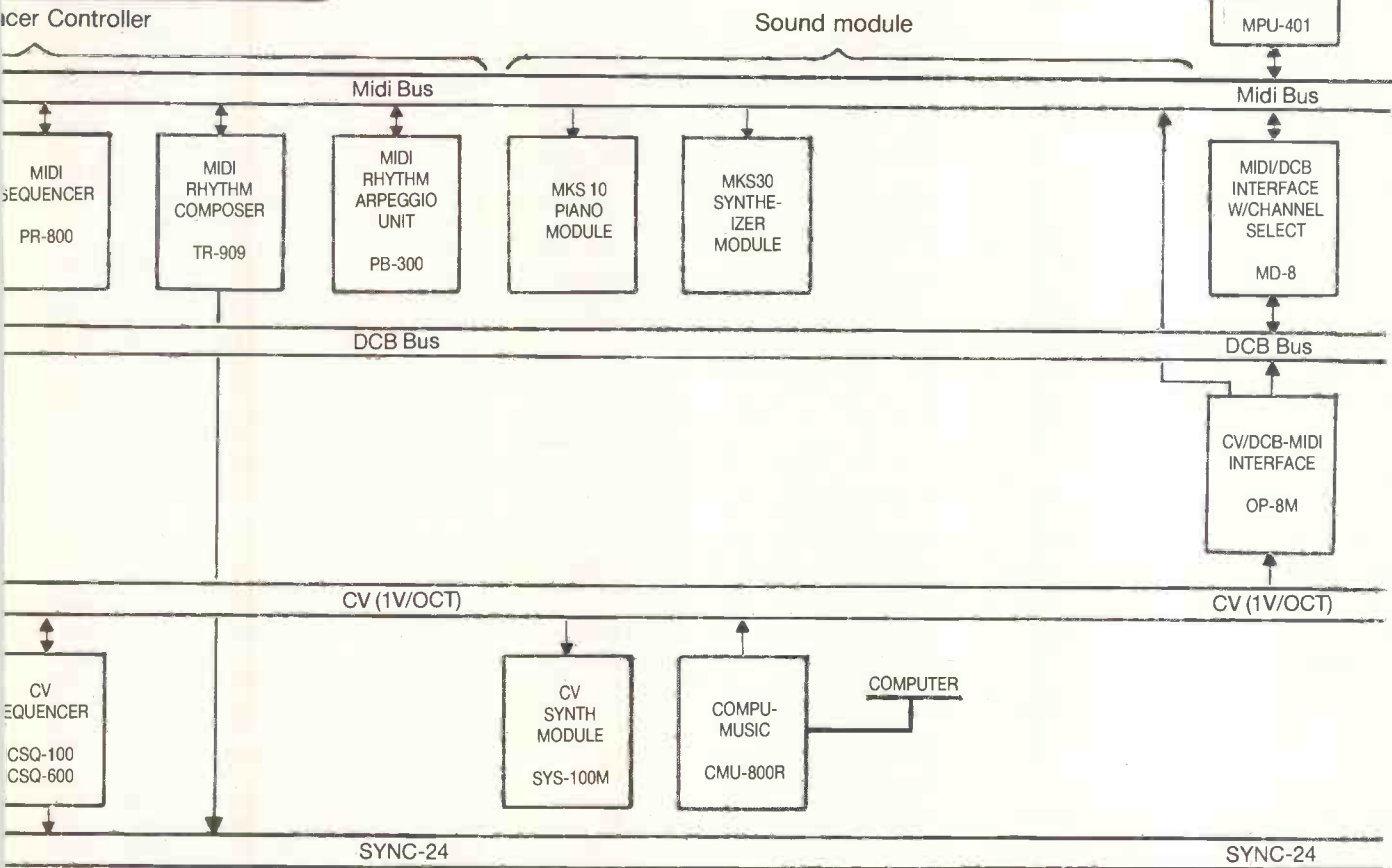 acer Controller
Sound module
MPU-401
Midi Bus
Midi Bus
MIDI
SEQUENCER
PR-800
MIDI
RHYTHM
COMPOSER
TR-909
MIDI
RHYTHM
ARPEGGIO
UNIT
PB-300
MKS 10
PIANO
MODULE
MKS30
SYNTHE-
IZER
MODULE
MIDI/DCB
INTERFACE
W/CHANNEL
SELECT
MD-8
DCB Bus
DCB Bus
CV/DCB-MIDI
INTERFACE
OP-8M
CV (1V/OCT)
CV (1V/OCT)
CV
EQUENCER
CSQ-100
CSQ-600
CV
SYNTH
MODULE
SYS-100M
COMPU-
MUSIC
CMU-800R
COMPUTER
SYNC-24
SYNC-24